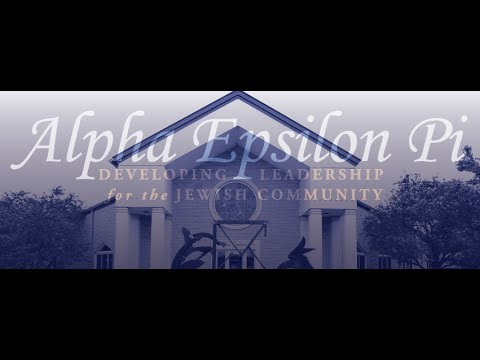 Alpha Epsilon Pi
DEVELOPING LEADERSHIP
for the JEWISH COMMUNITY